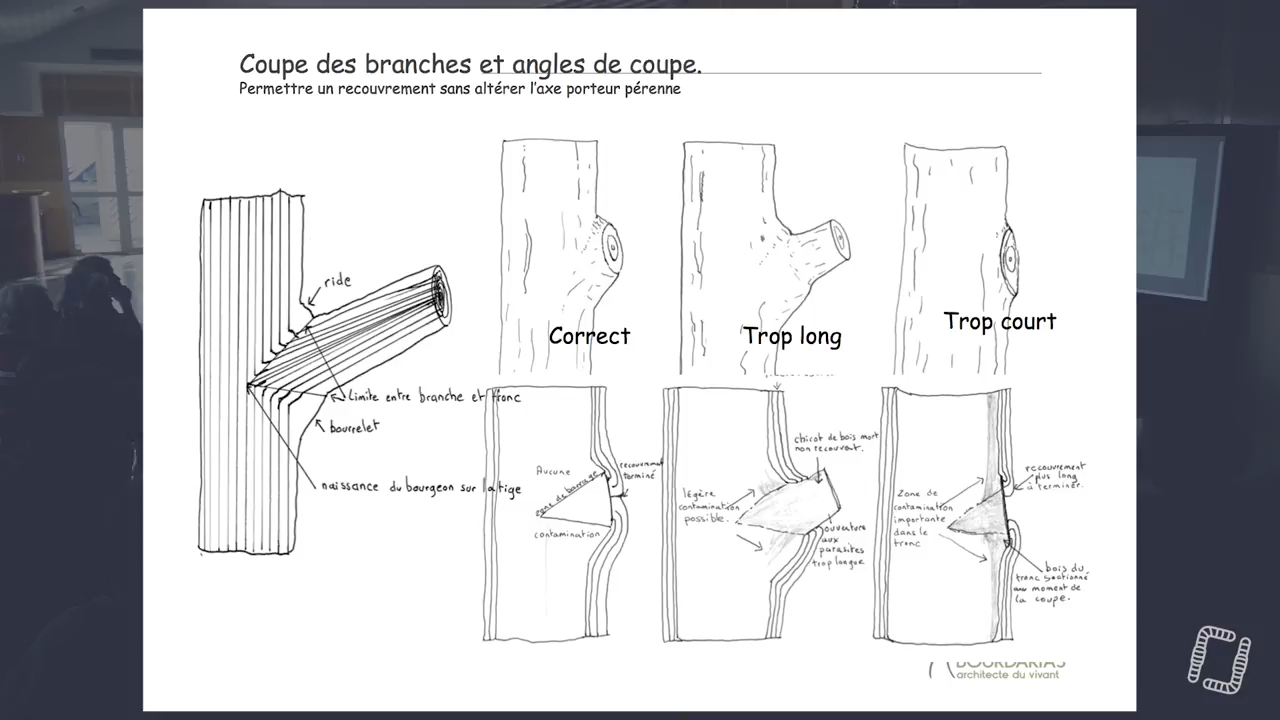 Coupe des branches et angles de coupe.
Permettre un recouvrement sans altérer l'axe porteur pérenne
ride
Limite entre branche et tronc
bourrelet
naissance du bourgeon sur la tige
Correct
Trop long
Trop court
Aucune
zone de barrage
contamination
recouvrement
terminé
légère
contamination
possible.
chicot de bois mort
non recouvert.
ouverture
aux
parasites
trop longue
Zone de
contamination
importante
dans le
tronc
recouvrement
plus long
à terminer.
bois du
tronc sectionné
au moment de
la coupe.
BOURDARIAS
architecte du vivant